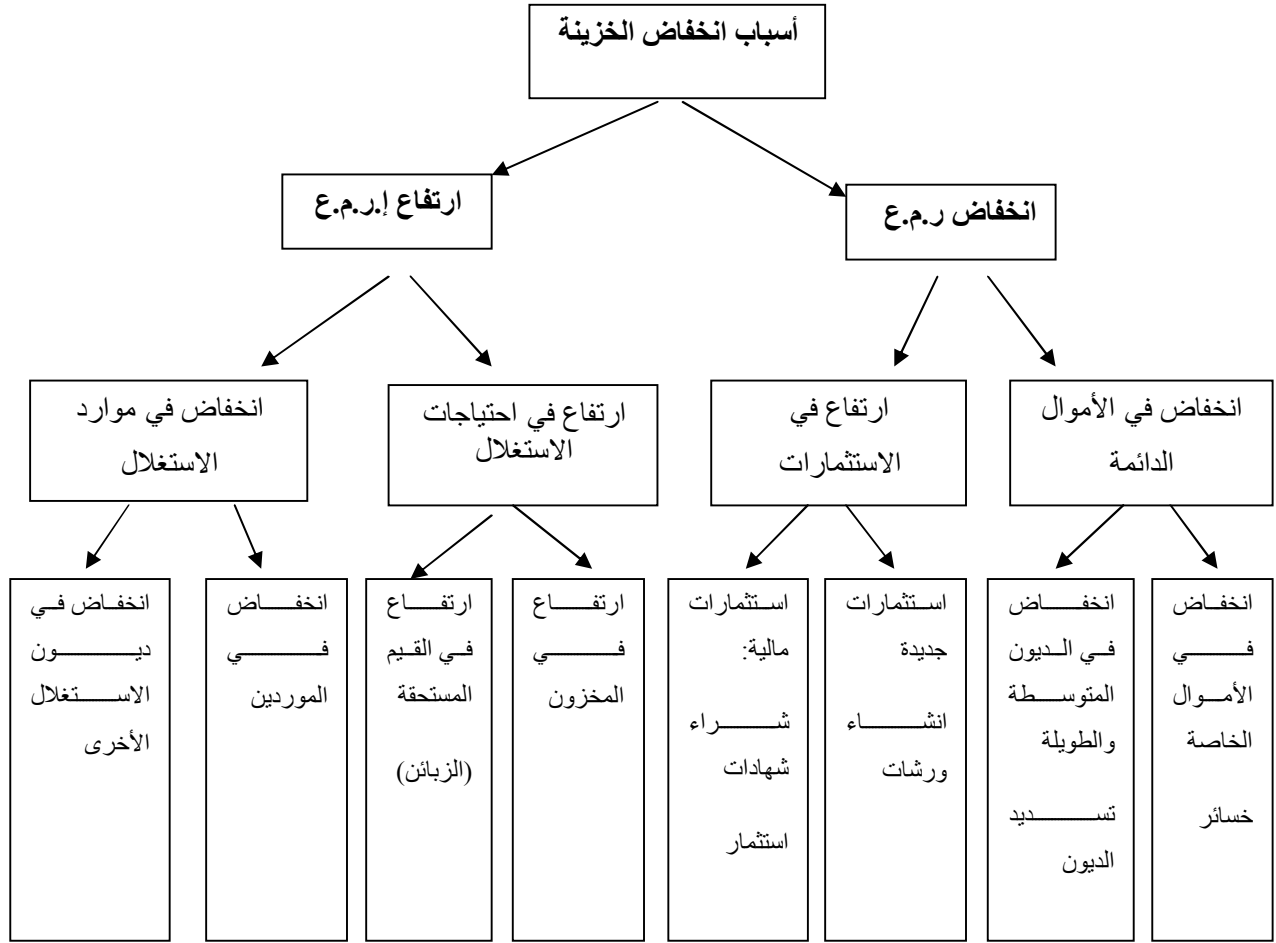 أسباب انخفاض الخزينة
انخفاض ر.م.ع
ارتفاع إ.ر.م.ع
انخفاض في الأموال
الدائمة
ارتفاع في
الاستثمارات
ارتفاع في احتياجات
الاستغلال
انخفاض في موارد
الاستغلال
انخفاض
في
الأموال
الخاصة
خسائر
انخفاض
في الديون
المتوسطة
والطويلة
تسديد
الديون
استثمارات
جديدة
انشاء
ورشات
استثمارات
مالية:
شراء
شهادات
استثمار
ارتفاع
في
المخزون
ارتفاع
في القيم
المستحقة
(الزبائن)
انخفاض
في
الموردين
انخفاض في
ديون
الاستغلال
الأخرى